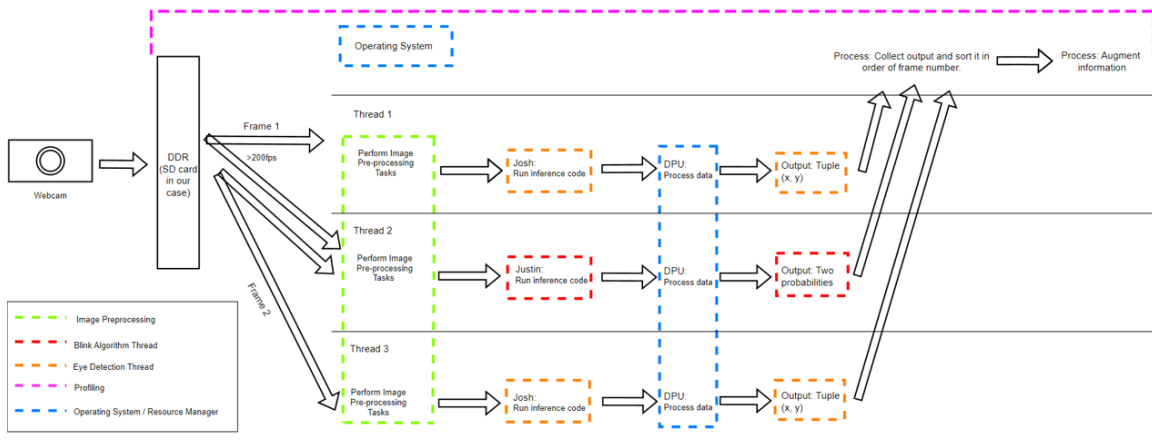 Operating System
Process: Collect output and sort it in
order of frame number.
Process: Augment
information
Webcam
DDR
(SD card
in our
case)
Frame 1
>200fps
Frame 2
Thread 1
Perform Image
Pre-processing
Tasks
Josh:
Run inference code
DPU:
Process data
Output: Tuple
(x, y)
Thread 2
Perform Image
Pre-processing
Tasks
Justin:
Run inference code
DPU:
Process data
Output: Two
probabilities
Thread 3
Perform Image
Pre-processing
Tasks
Josh:
Run inference code
DPU:
Process data
Output: Tuple
(x, y)
Image Preprocessing
Blink Algorithm Thread
Eye Detection Thread
Profiling
Operating System / Resource Manager